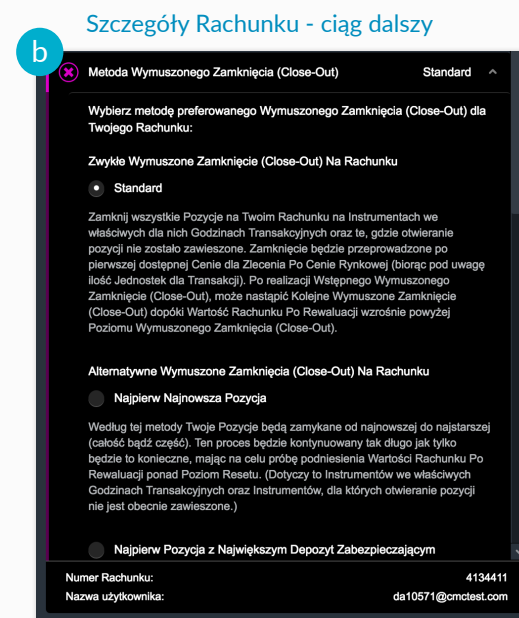 Szczegóły Rachunku - ciąg dalszy
b
Metoda Wymuszonego Zamknięcia (Close-Out) Standard
Wybierz metodę preferowanego Wymuszonego Zamknięcia (Close-Out) dla
Twojego Rachunku:
Zwykłe Wymuszone Zamknięcie (Close-Out) Na Rachunku
Standard
Zamknij wszystkie Pozycje na Twoim Rachunku na Instrumentach we
właściwych dla nich Godzinach Transakcyjnych oraz te, gdzie otwieranie
pozycji nie zostało zawieszone. Zamknięcie będzie przeprowadzone po
pierwszej dostępnej Cenie dla Zlecenia Po Cenie Rynkowej (biorąc pod uwagę
ilość Jednostek dla Transakcji). Po realizacji Wstępnego Wymuszonego
Zamknięcie (Close-Out), może nastąpić Kolejne Wymuszone Zamknięcie
(Close-Out) dopóki Wartość Rachunku Po Rewaluacji wzrośnie powyżej
Poziomu Wymuszonego Zamknięcia (Close-Out).
Alternatywne Wymuszone Zamknięcia (Close-Out) Na Rachunku
Najpierw Najnowsza Pozycja
Według tej metody Twoje Pozycje będą zamykane od najnowszej do najstarszej
(całość bądź część). Ten proces będzie kontynuowany tak długo jak tylko
będzie to konieczne, mając na celu próbę podniesienia Wartości Rachunku Po
Rewaluacji ponad Poziom Resetu. (Dotyczy to Instrumentów we właściwych
Godzinach Transakcyjnych oraz Instrumentów, dla których otwieranie pozycji
nie jest obecnie zawieszone.)
Najpierw Pozycja z Największym Depozyt Zabezpieczającym
Numer Rachunku: 4134411
Nazwa użytkownika: da10571@cmctest.com